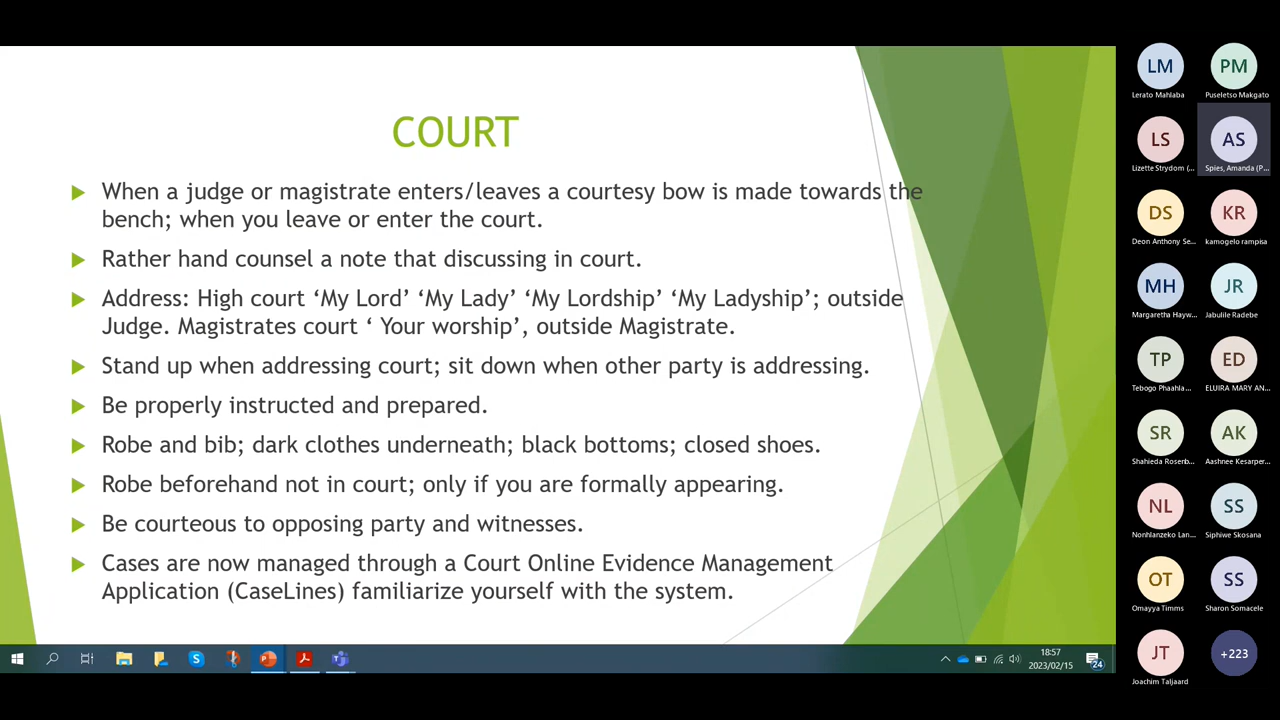 COURT
When a judge or magistrate enters/leaves a courtesy bow is made towards the
bench; when you leave or enter the court.
Rather hand counsel a note that discussing in court.
Address: High court ‘My Lord’ ‘My Lady’ ‘My Lordship’ ‘My Ladyship’; outside
Judge. Magistrates court ‘ Your worship’, outside Magistrate.
Stand up when addressing court; sit down when other party is addressing.
Be properly instructed and prepared.
Robe and bib; dark clothes underneath; black bottoms; closed shoes.
Robe beforehand not in court; only if you are formally appearing.
Be courteous to opposing party and witnesses.
Cases are now managed through a Court Online Evidence Management
Application (CaseLines) familiarize yourself with the system.
18:57
2023/02/15
24
LM
Lerato Mahlaba
PM
Puseletso Makgato
LS
Lizette Strydom (...
AS
Spies, Amanda (P...
DS
Deon Anthony Se...
KR
kamogelo rampisa
MH
Margaretha Hayw...
JR
Jabulile Radebe
TP
Tebogo Phaahla...
ED
ELUIRA MARY AN...
SR
Shahieda Rosenb...
AK
Aashnee Kesarper...
NL
Nonhlanzeko Lan...
SS
Siphiwe Skosana
OT
Omayya Timms
SS
Sharon Somacele
JT
Joachim Taljaard
+223